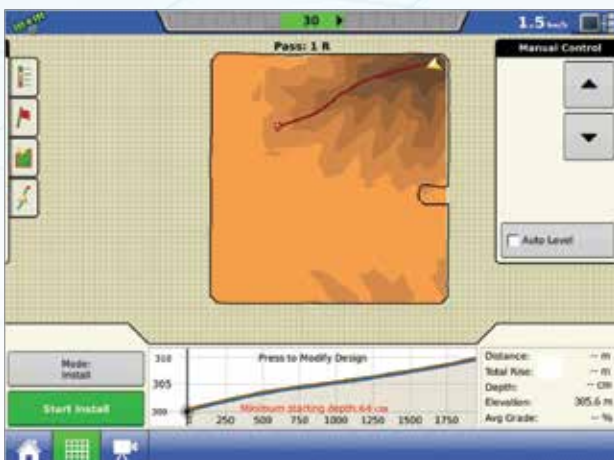 30
1.5 km/h
Pass: 1 R
Manual Control
Auto Level
Mode:
Install
Start Install
Press to Modify Design
310
305
300
Minimum starting depth:64 cm
0 250 500 750 1000 1250 1500 1750
Distance: -- m
Total Rise: -- m
Depth: -- cm
Elevation: 305.6 m
Avg Grade: -- %